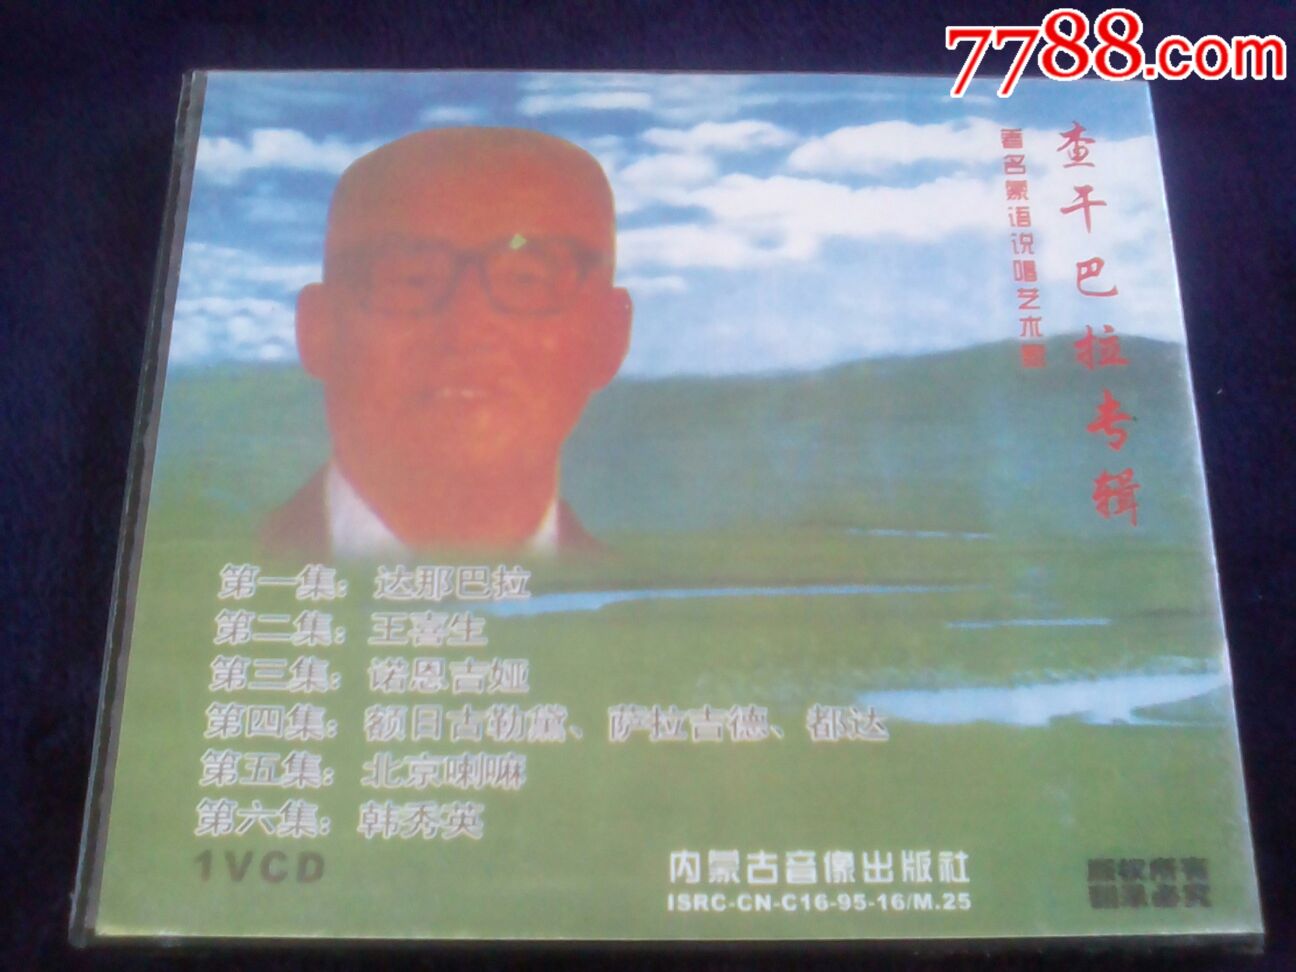 7788.com
查干巴拉专辑
著名蒙语说唱艺术家
第一集：达那巴拉
第二集：王喜生
第三集：诺恩吉娅
第四集：额日古勒黛、萨拉吉德、都达
第五集：北京喇嘛
第六集：韩秀英
1VCD
内蒙古音像出版社
ISRC-CN-C16-95-16/M.25
版权所有
翻录必究